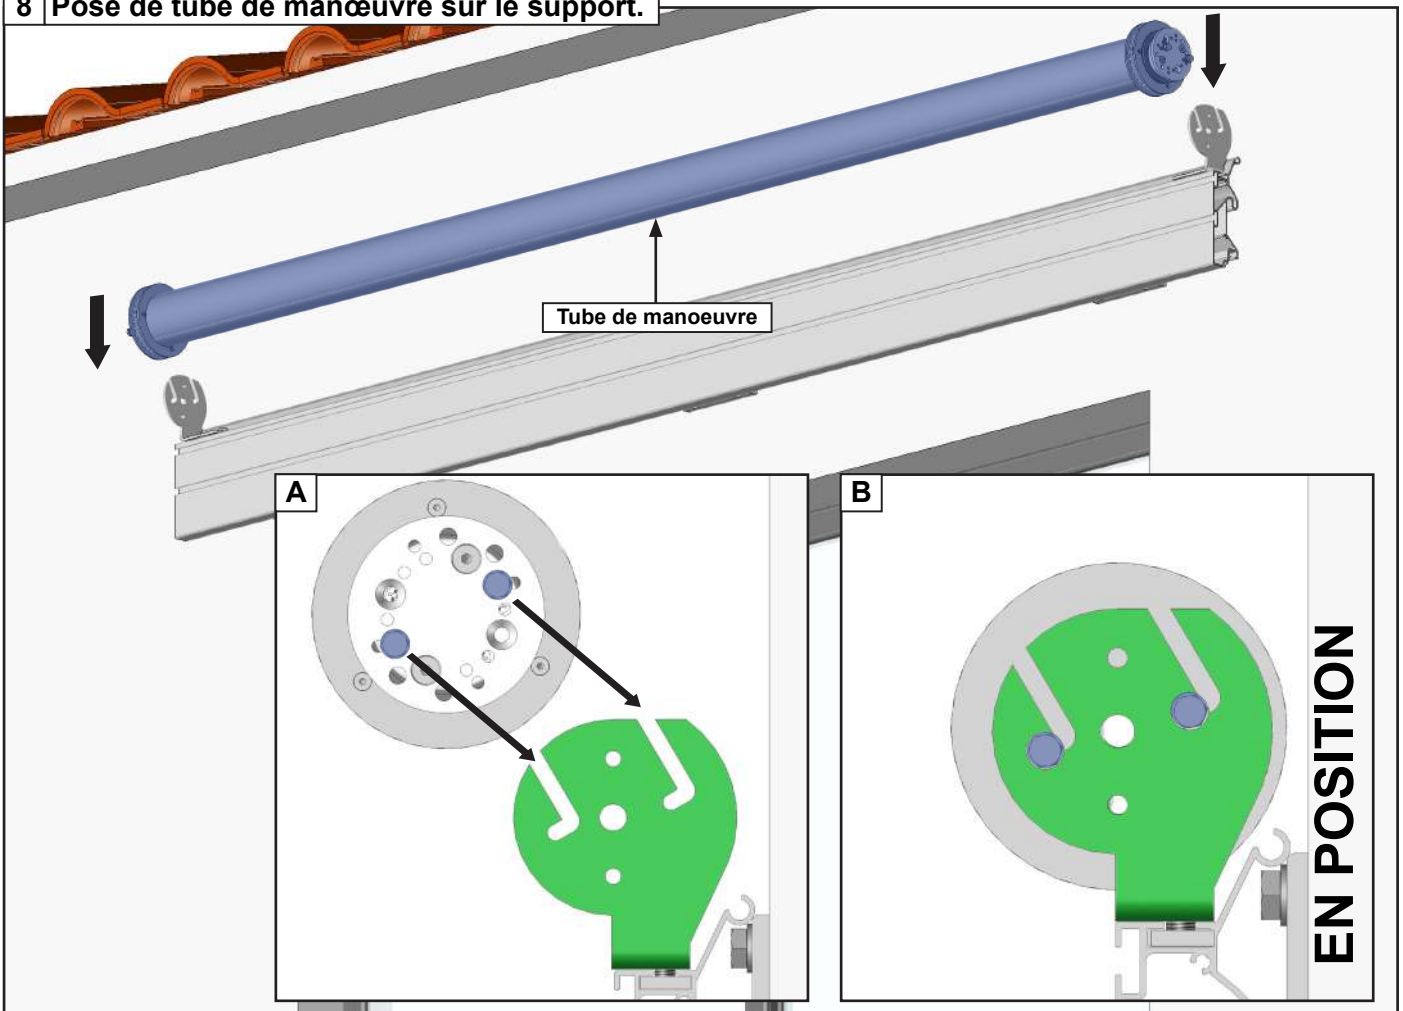 8 Pose de tube de manœuvre sur le support.
Tube de manoeuvre
A
B
EN POSITION